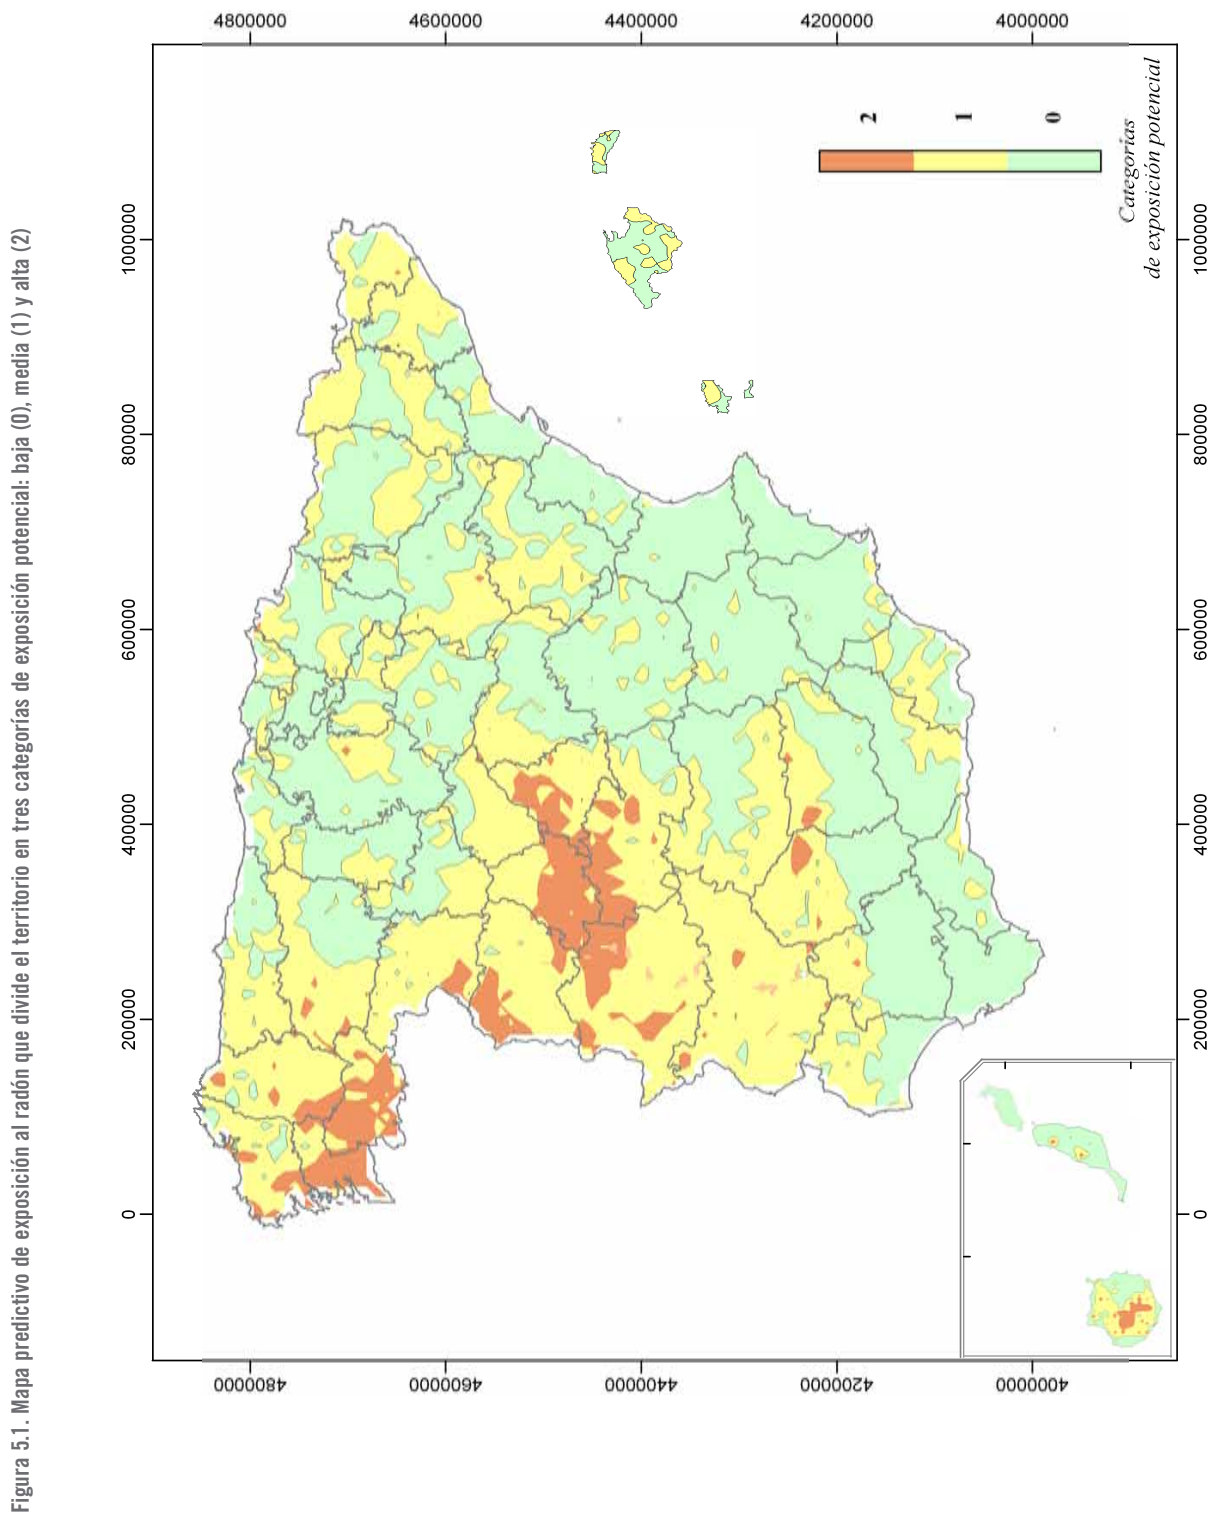 Figura 5.1. Mapa predictivo de exposición al radón que divide el territorio en tres categorías de exposición potencial: baja (0), media (1) y alta (2)
0 200000 400000 600000 800000 1000000
4800000
4600000
4400000
4200000
4000000
4800000
4600000
4400000
4200000
4000000
2
1
0
Categorías
de exposición potencial
0 200000 400000 600000 800000 1000000